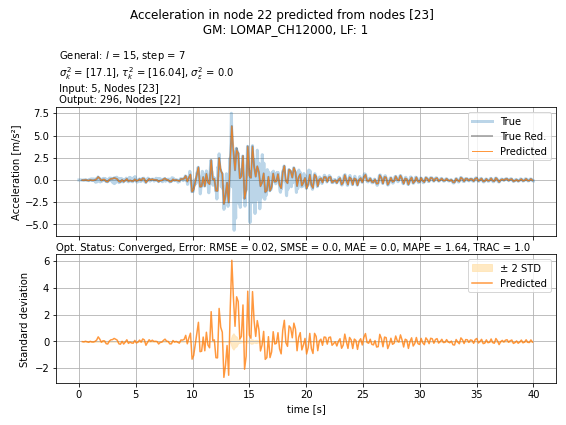 Acceleration in node 22 predicted from nodes [23]
GM: LOMAP_CH12000, LF: 1
General: l = 15, step = 7
σ²ₖ = [17.1], τ²ₖ = [16.04], σ²ε = 0.0
Input: 5, Nodes [23]
Output: 296, Nodes [22]
Acceleration [m/s²]
7.5
5.0
2.5
0.0
−2.5
−5.0
True
True Red.
Predicted
Opt. Status: Converged, Error: RMSE = 0.02, SMSE = 0.0, MAE = 0.0, MAPE = 1.64, TRAC = 1.0
Standard deviation
6
4
2
0
−2
± 2 STD
Predicted
0 5 10 15 20 25 30 35 40
time [s]